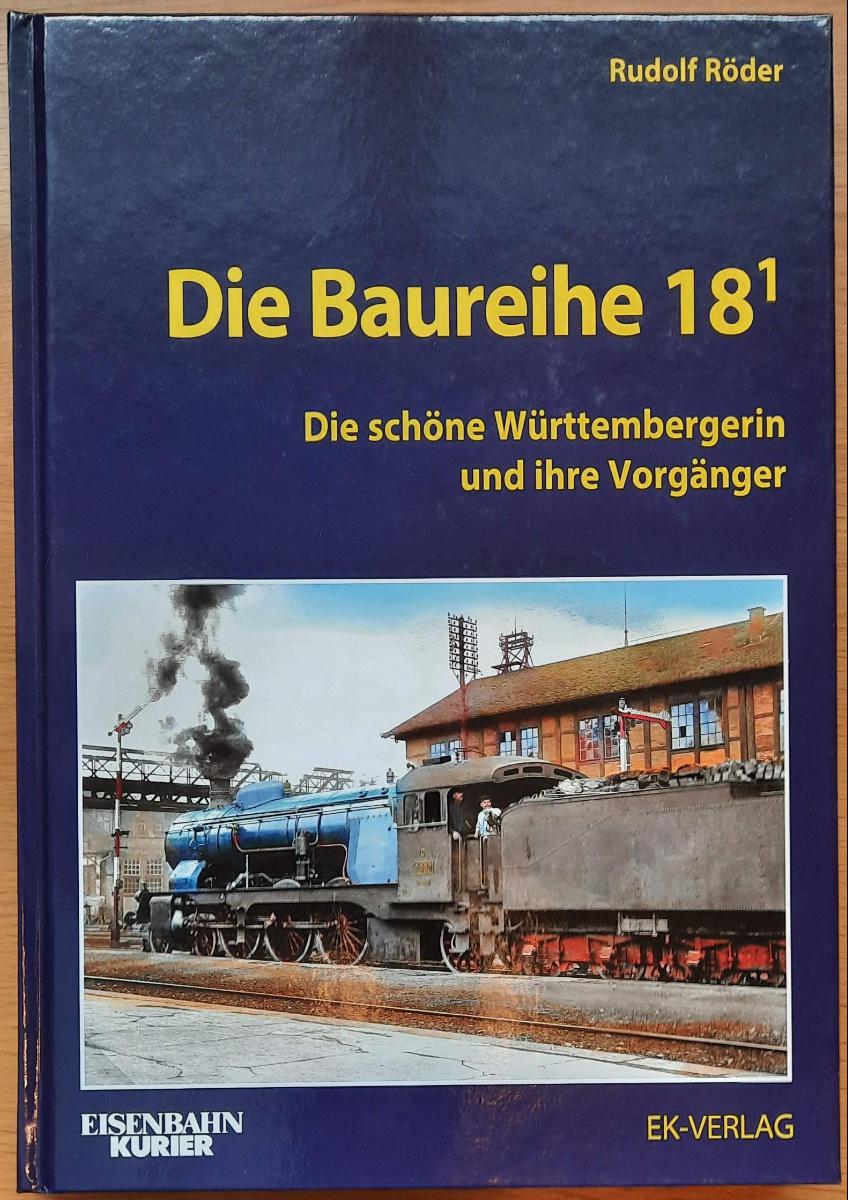 Rudolf Röder
Die Baureihe 18¹
Die schöne Württembergerin
und ihre Vorgänger
EISENBAHN
KURIER
EK-VERLAG